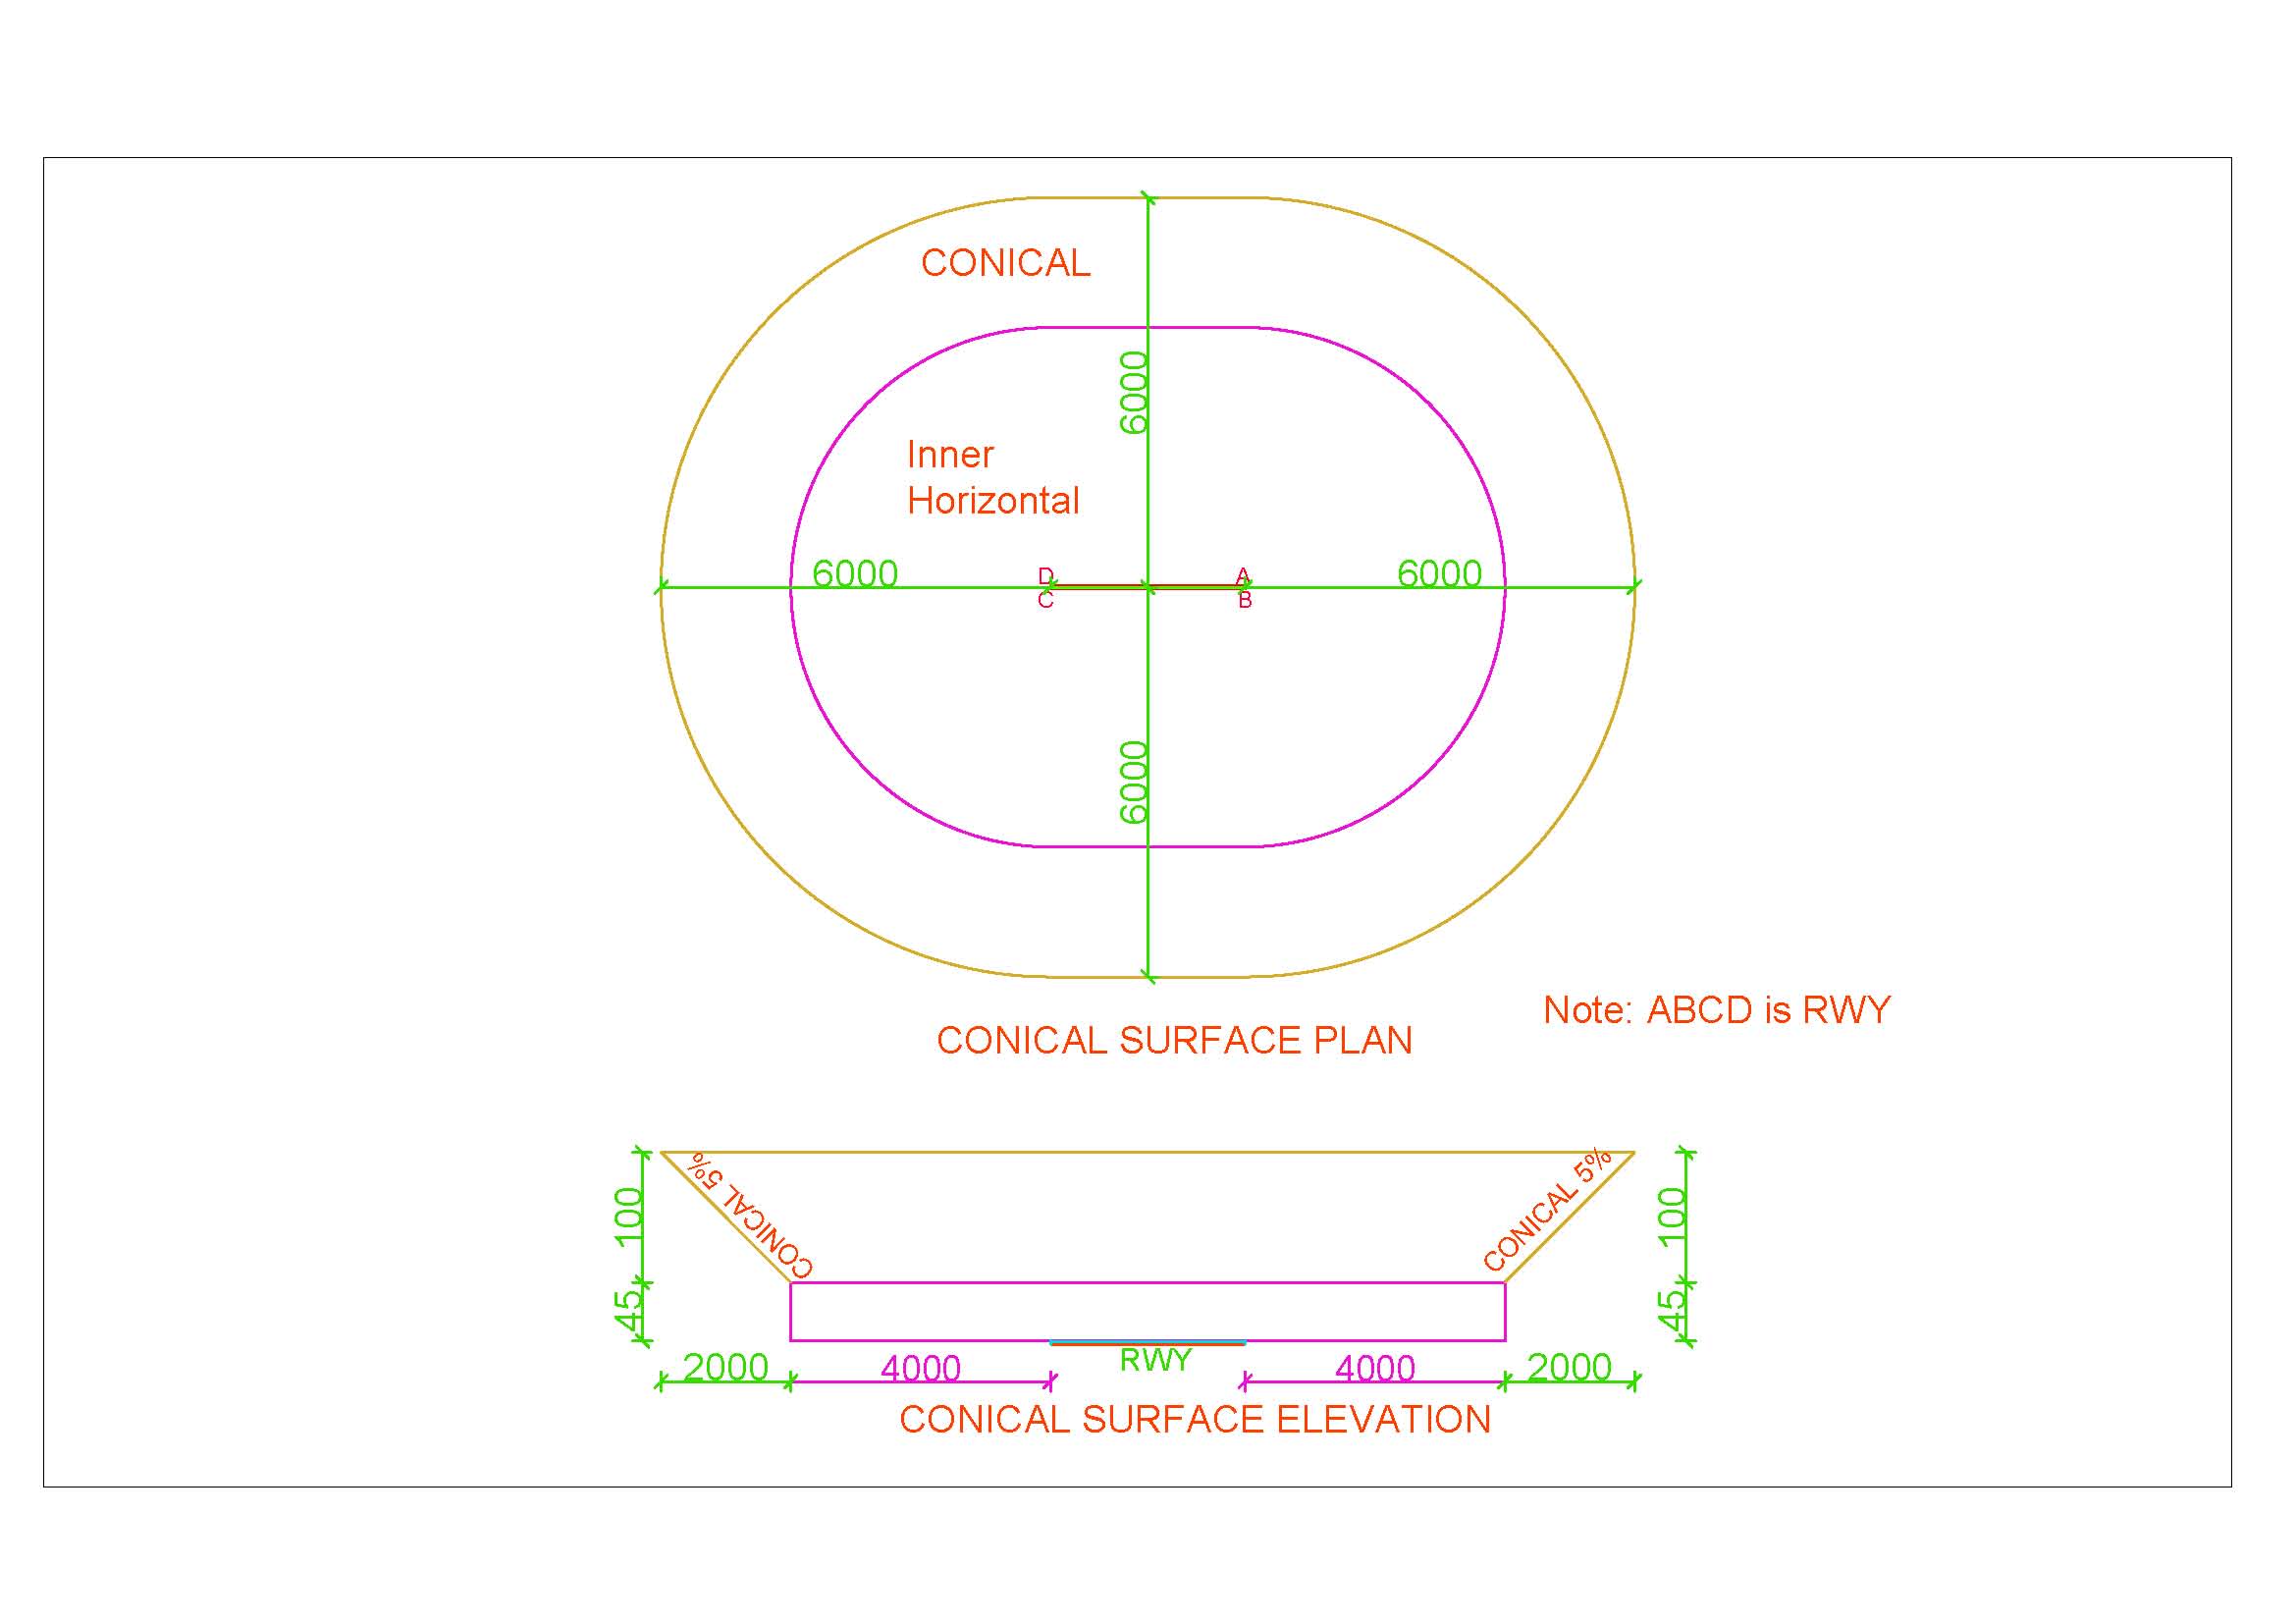 CONICAL
6000
Inner
Horizontal
6000
D
A
6000
C
B
6000
Note: ABCD is RWY
CONICAL SURFACE PLAN
CONICAL 5%
CONICAL 5%
100
100
45
45
2000
4000
RWY
4000
2000
CONICAL SURFACE ELEVATION